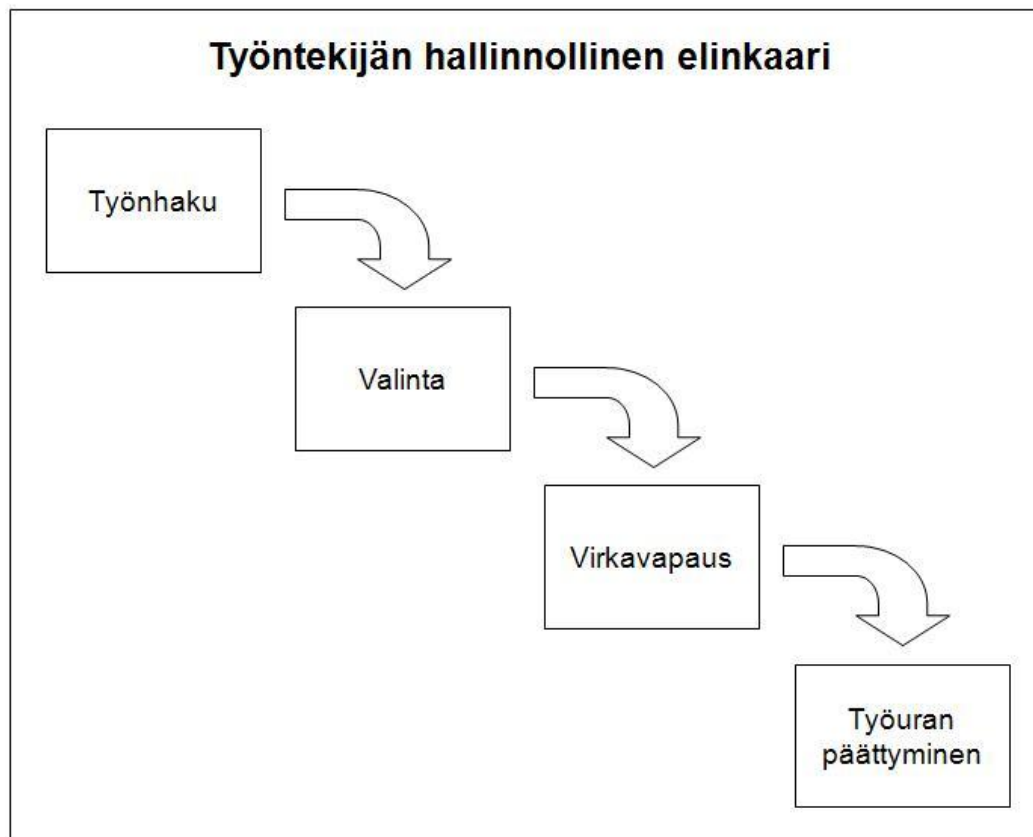 Työntekijän hallinnollinen elinkaari
Työnhaku
Valinta
Virkavapaus
Työuran
päättyminen